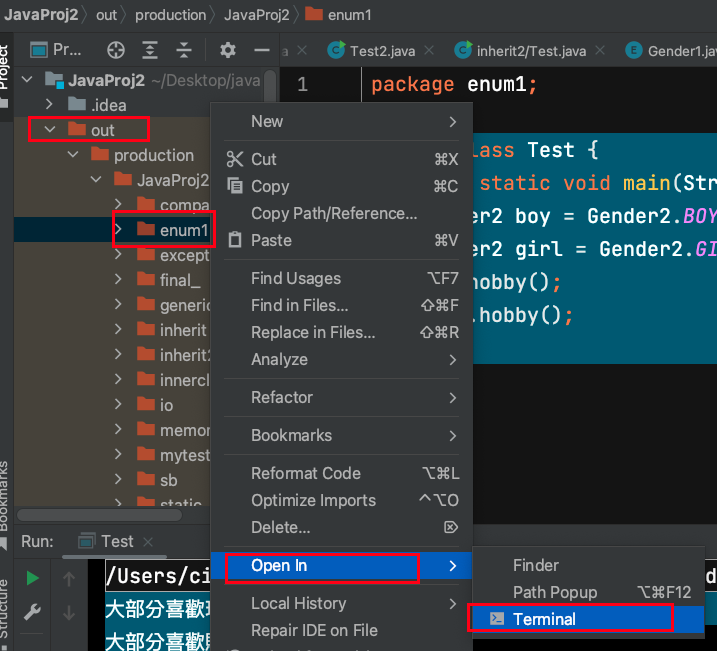 JavaProj2 out production JavaProj2 enum1
Project
Pr...
Test2.java
inherit2/Test.java
Gender1.jav
JavaProj2 ~/Desktop/java
.idea
out
production
JavaProj2
compa
enum1
except
final_
generic
inherit
inherit2
innercl
io
memor
mytest
sb
static
1
package enum1;
lass Test {
static void main(Str
er2 boy = Gender2.BOY
er2 girl = Gender2.GI
hobby();
.hobby();
New
Cut ⌘X
Copy ⌘C
Copy Path/Reference...
Paste ⌘V
Find Usages ⌥F7
Find in Files... ⇧⌘F
Replace in Files... ⇧⌘R
Analyze
Refactor
Bookmarks
Reformat Code ⌥⌘L
Optimize Imports ^⌥O
Delete... ⌦
Open In
Local History
Repair IDE on File
Finder
Path Popup ⌥⌘F12
Terminal
Bookmarks
Structure
Run: Test
/Users/ci
大部分喜歡
大部分喜歡